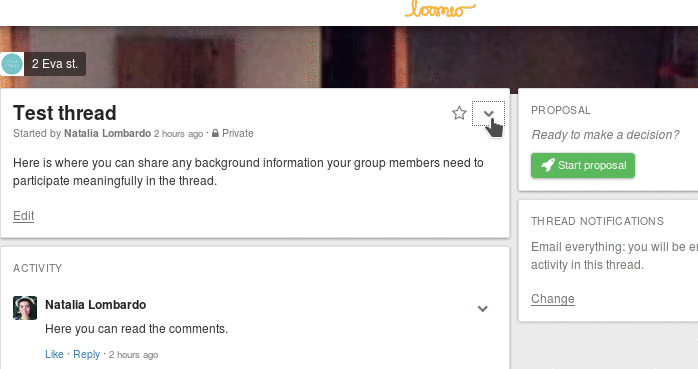 loomio
2 Eva st.
Test thread
Started by Natalia Lombardo 2 hours ago · Private
Here is where you can share any background information your group members need to
participate meaningfully in the thread.
Edit
ACTIVITY
Natalia Lombardo
Here you can read the comments.
Like · Reply · 2 hours ago
PROPOSAL
Ready to make a decision?
Start proposal
THREAD NOTIFICATIONS
Email everything: you will be
activity in this thread.
Change